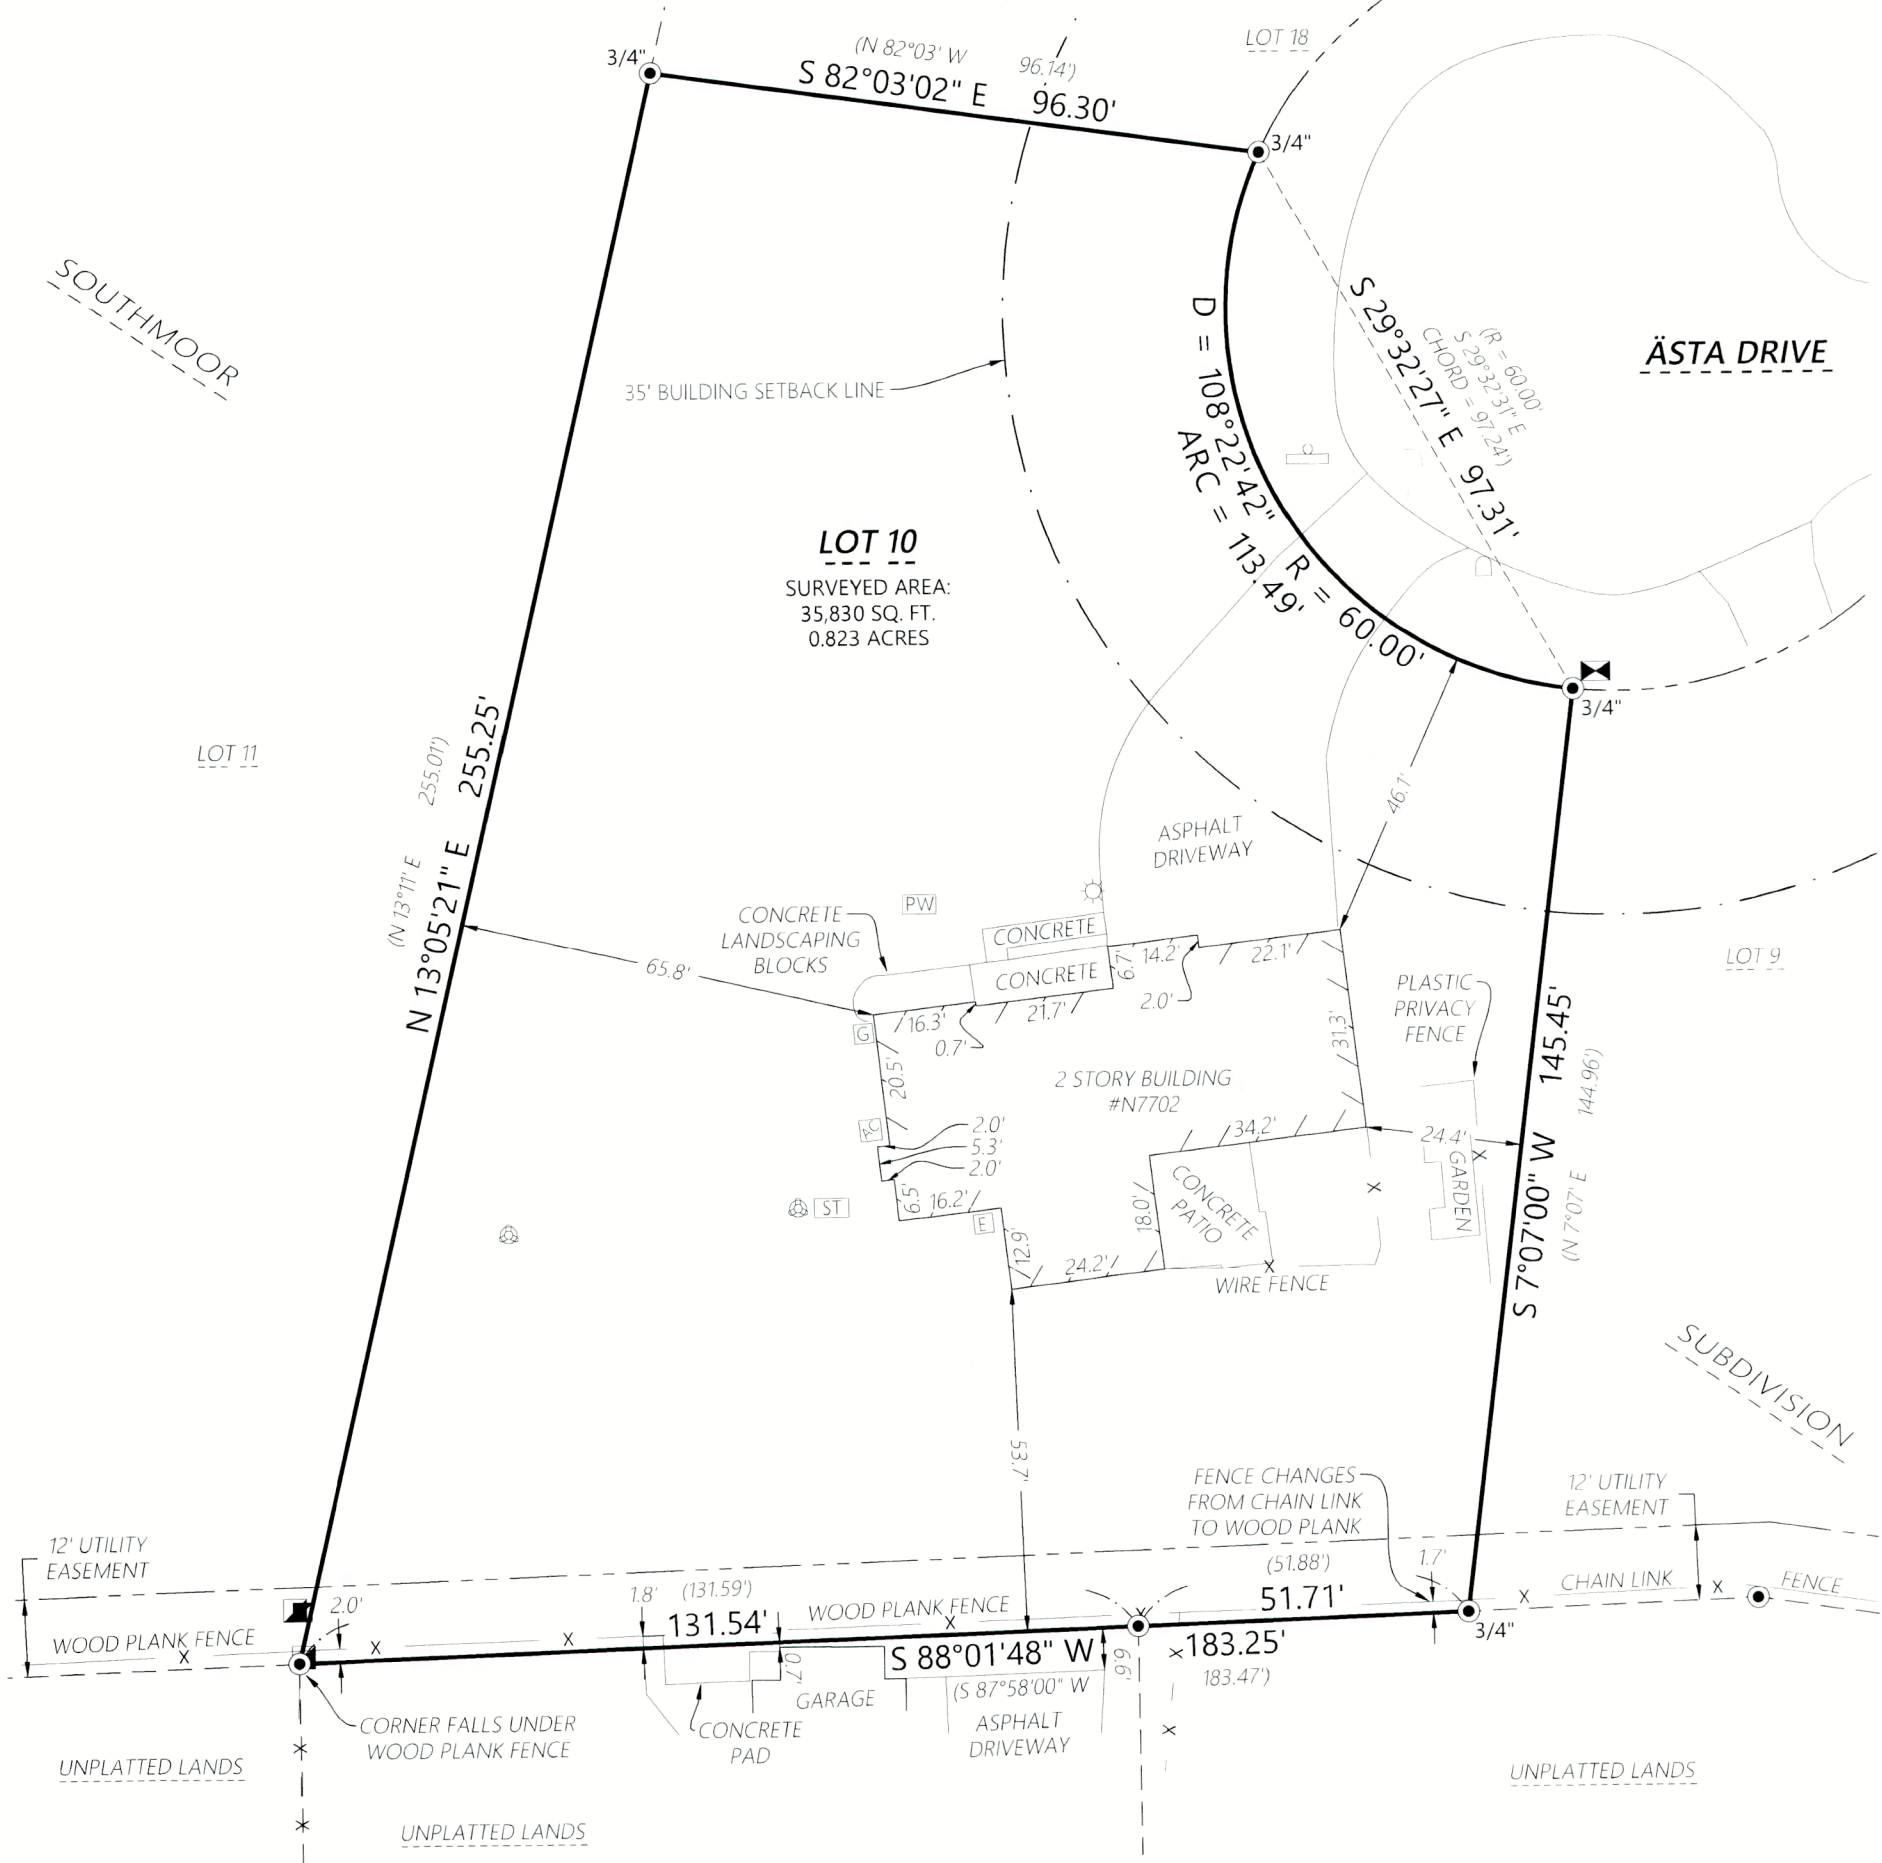 LOT 18
3/4"
(N 82°03' W 96.14')
S 82°03'02" E 96.30'
3/4"
SOUTHMOOR
S 29°32'27" E 97.31'
(R = 60.00'
S 29°32'31" E
CHORD = 97.24')
ÄSTA DRIVE
35' BUILDING SETBACK LINE
D = 108°22'42" R = 60.00'
ARC = 113.49'
LOT 10
SURVEYED AREA:
35,830 SQ. FT.
0.823 ACRES
3/4"
LOT 11
N 13°05'21" E 255.25'
(N 13°11' E 255.01')
46.1'
ASPHALT
DRIVEWAY
PW
CONCRETE
LANDSCAPING
BLOCKS
CONCRETE
CONCRETE
65.8'
6.7'
14.2'
22.1'
2.0'
LOT 9
PLASTIC
PRIVACY
FENCE
G
16.3'
0.7'
21.7'
31.3'
20.5'
2 STORY BUILDING
#N7702
S 7°07'00" W 145.45'
(N 7°07' E 144.96')
AC
2.0'
5.3'
2.0'
34.2'
24.4'
GARDEN
CONCRETE
PATIO
18.0'
6.5'
16.2'
E
ST
12.9'
24.2'
WIRE FENCE
53.7'
SUBDIVISION
FENCE CHANGES
FROM CHAIN LINK
TO WOOD PLANK
12' UTILITY
EASEMENT
12' UTILITY
EASEMENT
2.0'
1.8'
(131.59')
131.54'
WOOD PLANK FENCE
(51.88')
51.71'
1.7'
CHAIN LINK
FENCE
WOOD PLANK FENCE
3/4"
S 88°01'48" W 183.25'
(S 87°58'00" W 183.47')
0.7'
6.6'
GARAGE
CONCRETE
PAD
ASPHALT
DRIVEWAY
CORNER FALLS UNDER
WOOD PLANK FENCE
UNPLATTED LANDS
UNPLATTED LANDS
UNPLATTED LANDS